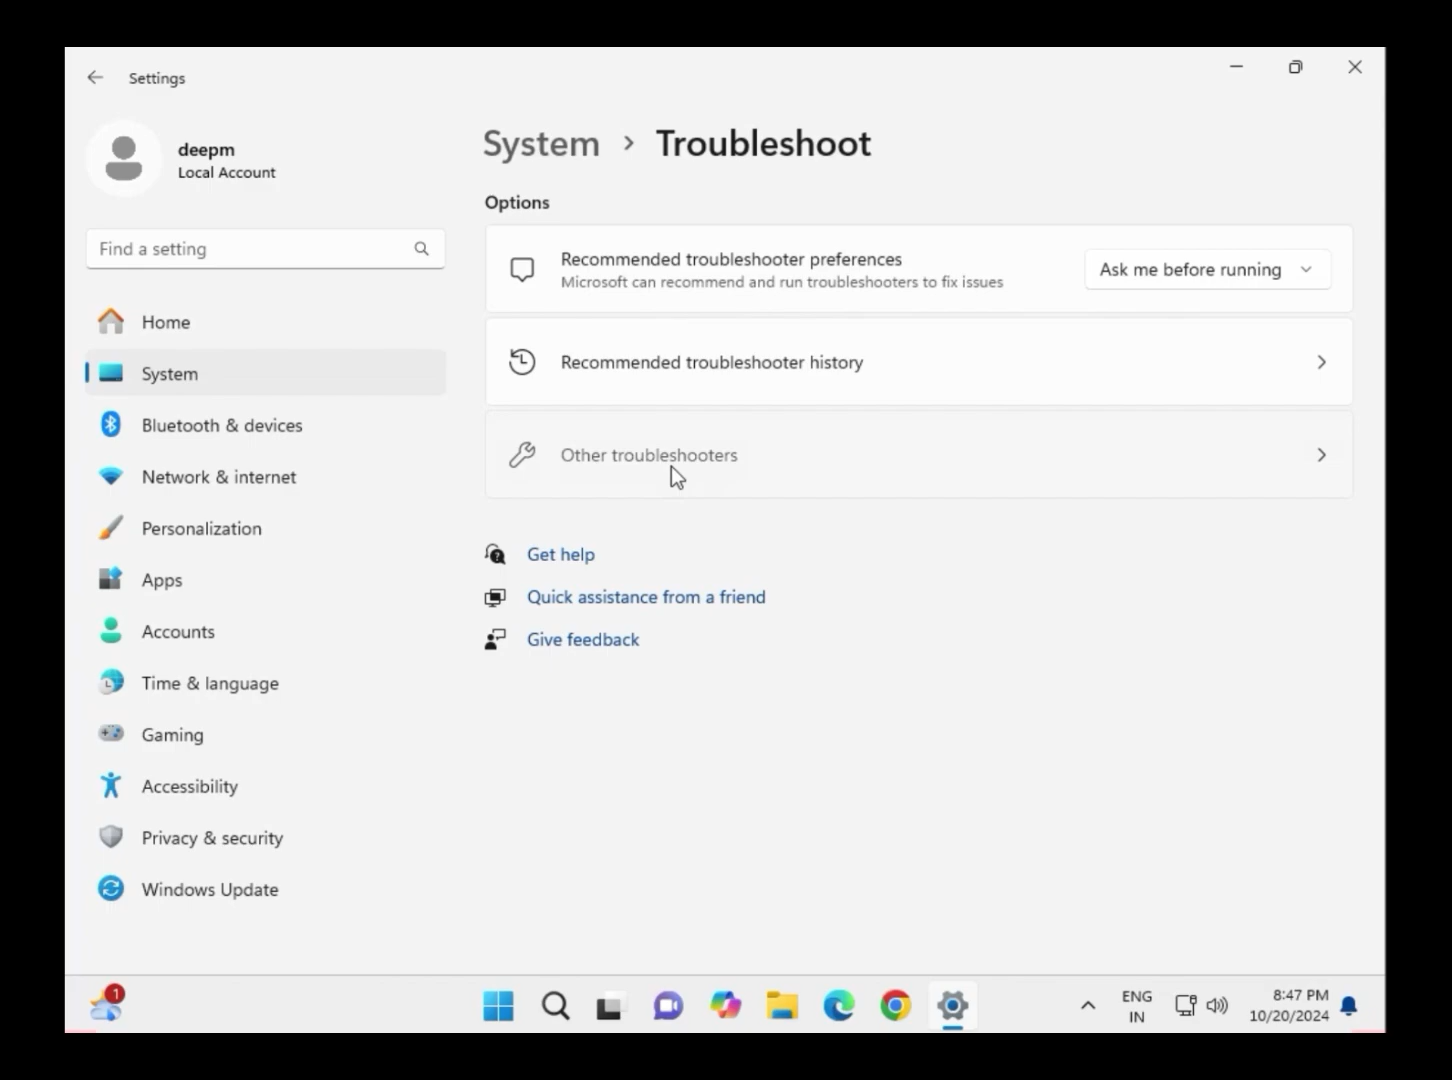 Settings
deepm
Local Account
Find a setting
Home
System
Bluetooth & devices
Network & internet
Personalization
Apps
Accounts
Time & language
Gaming
Accessibility
Privacy & security
Windows Update
System > Troubleshoot
Options
Recommended troubleshooter preferences
Microsoft can recommend and run troubleshooters to fix issues
Ask me before running
Recommended troubleshooter history
Other troubleshooters
Get help
Quick assistance from a friend
Give feedback
1
ENG
IN
8:47 PM
10/20/2024